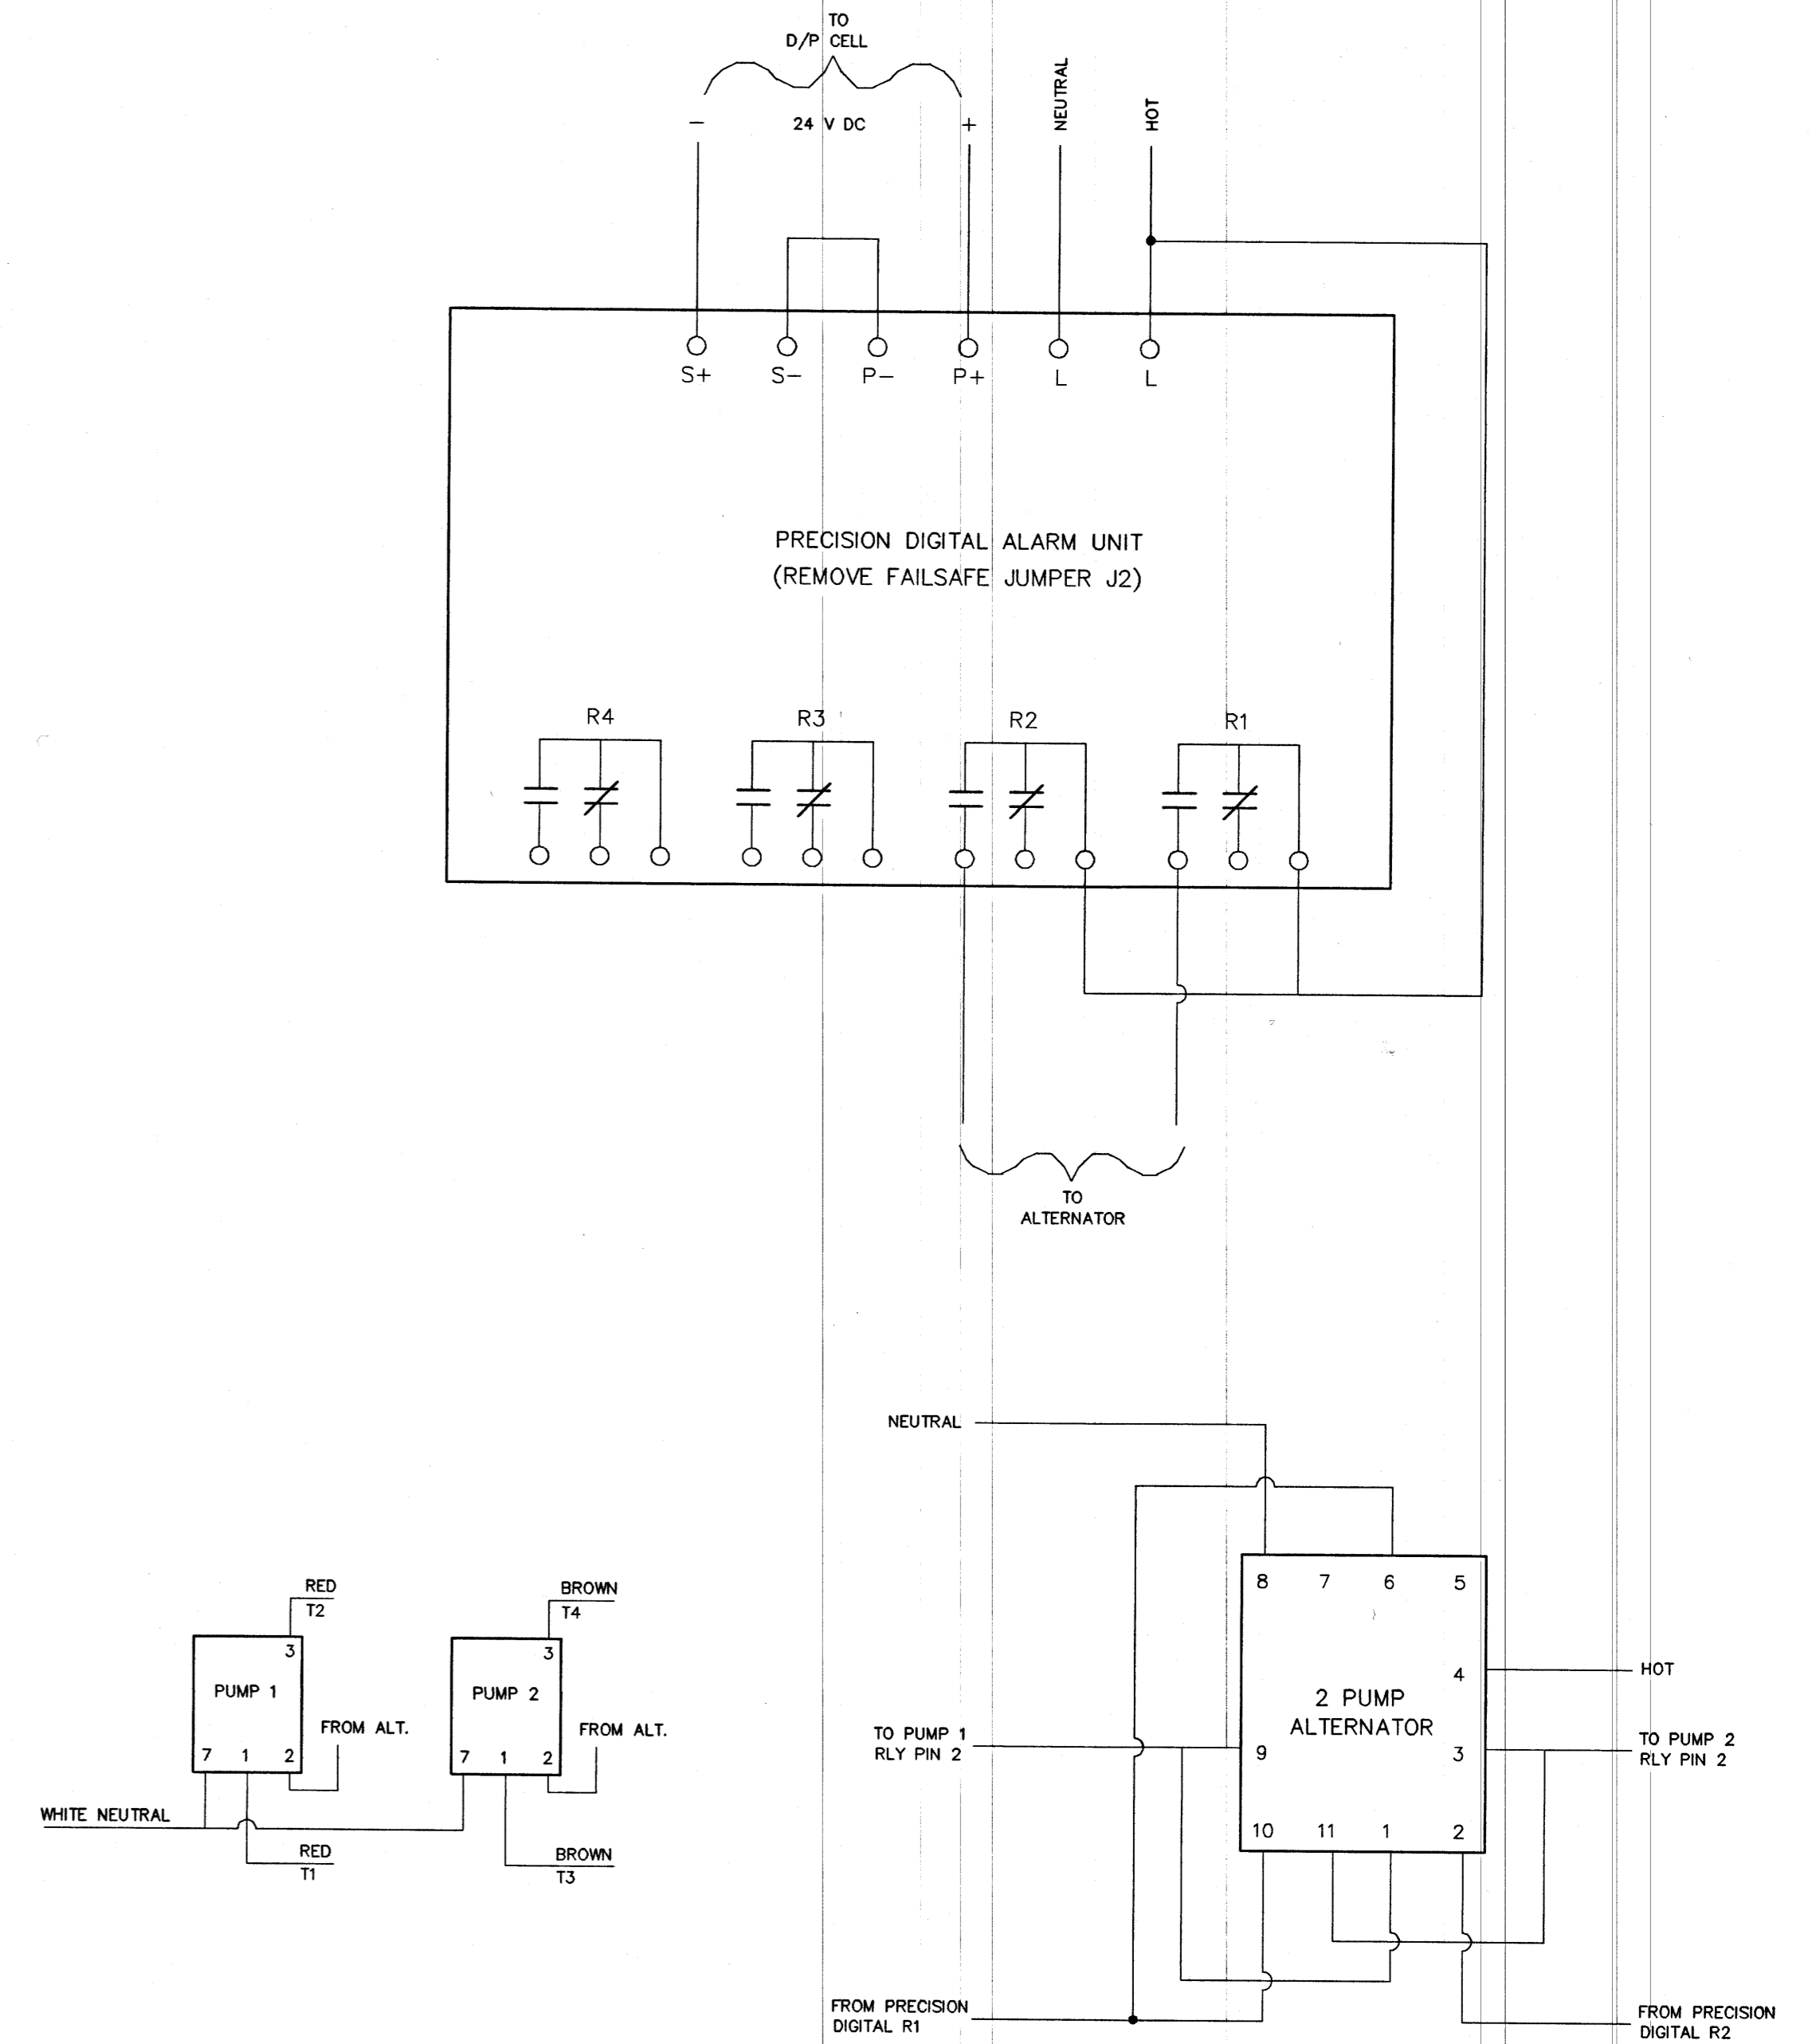 TO
D/P CELL
− 24 V DC +
NEUTRAL
HOT
S+ S− P− P+ L L
PRECISION DIGITAL ALARM UNIT
(REMOVE FAILSAFE JUMPER J2)
R4 R3 R2 R1
TO
ALTERNATOR
NEUTRAL
8 7 6 5
4
HOT
2 PUMP
ALTERNATOR
TO PUMP 1
RLY PIN 2
9
3
TO PUMP 2
RLY PIN 2
10 11 1 2
FROM PRECISION
DIGITAL R1
FROM PRECISION
DIGITAL R2
RED
T2
3
PUMP 1
FROM ALT.
7 1 2
BROWN
T4
3
PUMP 2
FROM ALT.
7 1 2
WHITE NEUTRAL
RED
T1
BROWN
T3